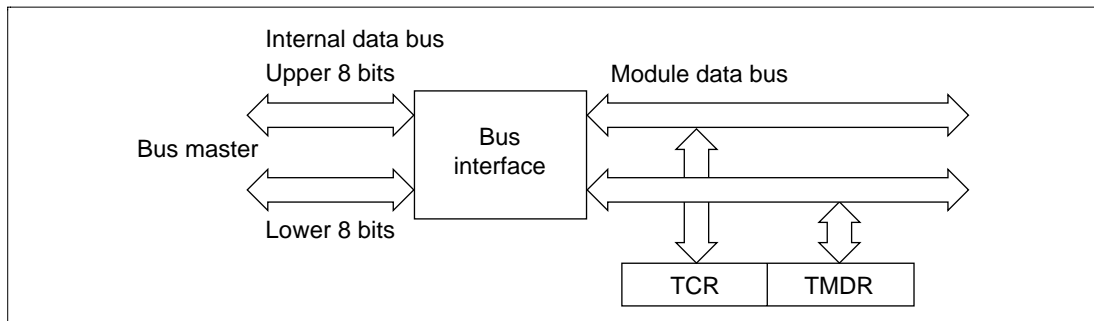 Internal data bus
Upper 8 bits
Module data bus
Bus
interface
Bus master
Lower 8 bits
TCR
TMDR